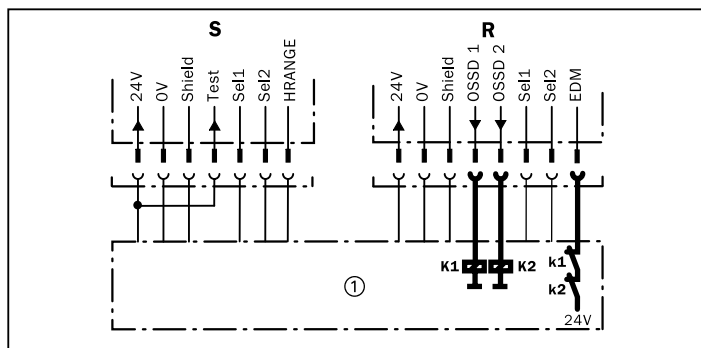 S
24V
0V
Shield
Test
Sel1
Sel2
HRANGE
R
24V
0V
Shield
OSSD 1
OSSD 2
Sel1
Sel2
EDM
K1
K2
k1
k2
24V
①